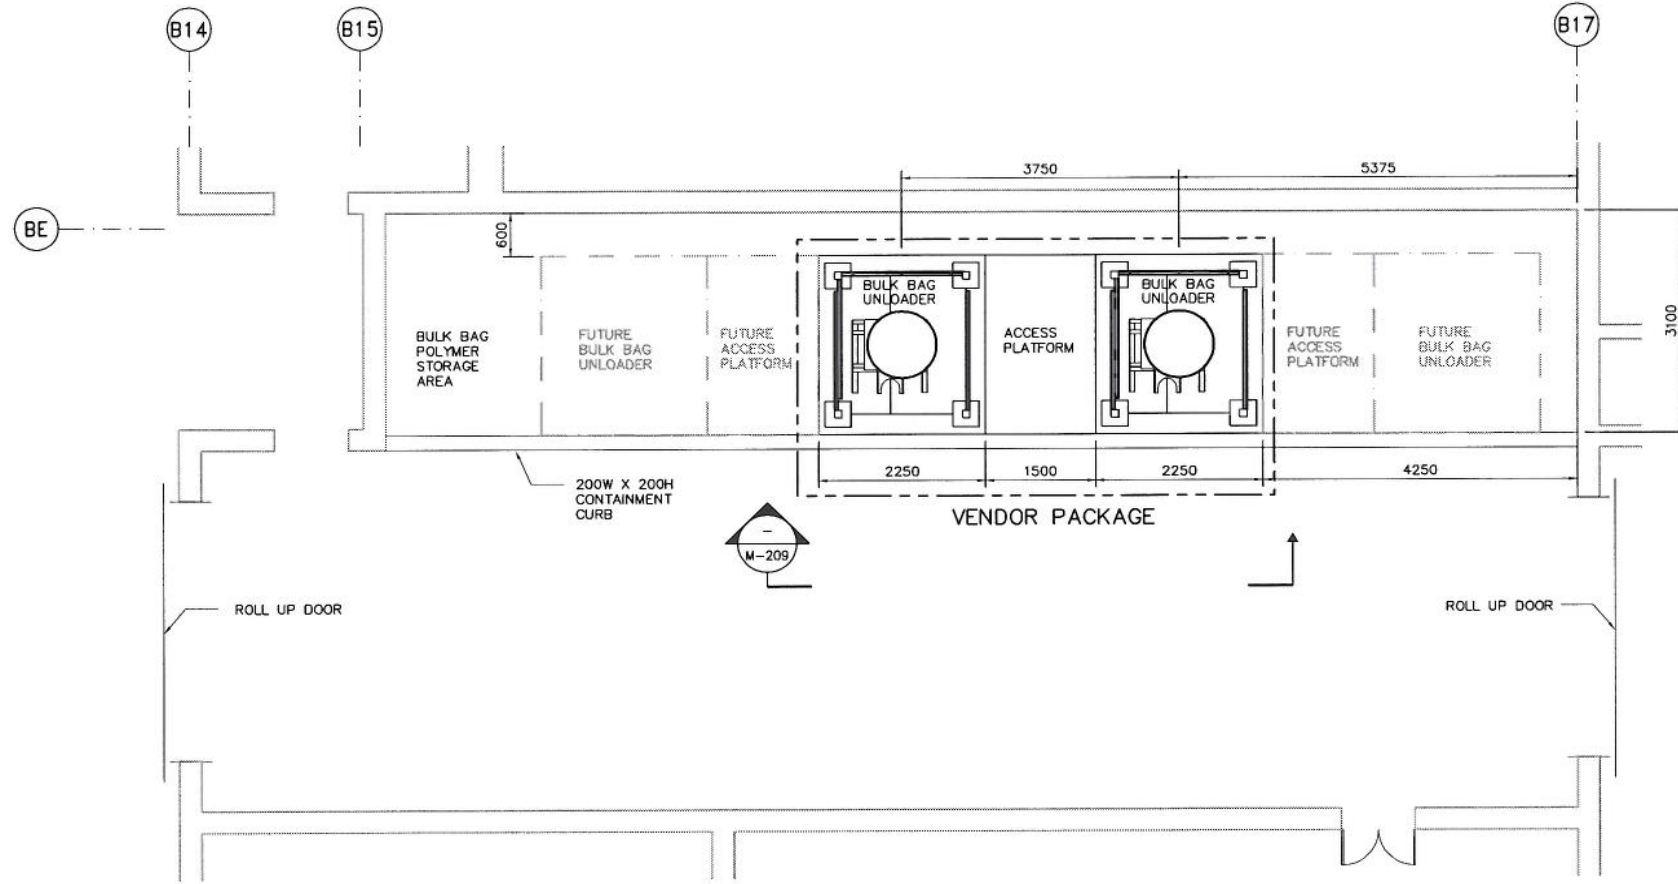 B14
B15
B17
3750
5375
BE
600
BULK BAG
UNLOADER
BULK BAG
UNLOADER
3100
BULK BAG
POLYMER
STORAGE
AREA
FUTURE
BULK BAG
UNLOADER
FUTURE
ACCESS
PLATFORM
ACCESS
PLATFORM
FUTURE
ACCESS
PLATFORM
FUTURE
BULK BAG
UNLOADER
2250
1500
2250
4250
200W X 200H
CONTAINMENT
CURB
VENDOR PACKAGE
–
M-209
ROLL UP DOOR
ROLL UP DOOR